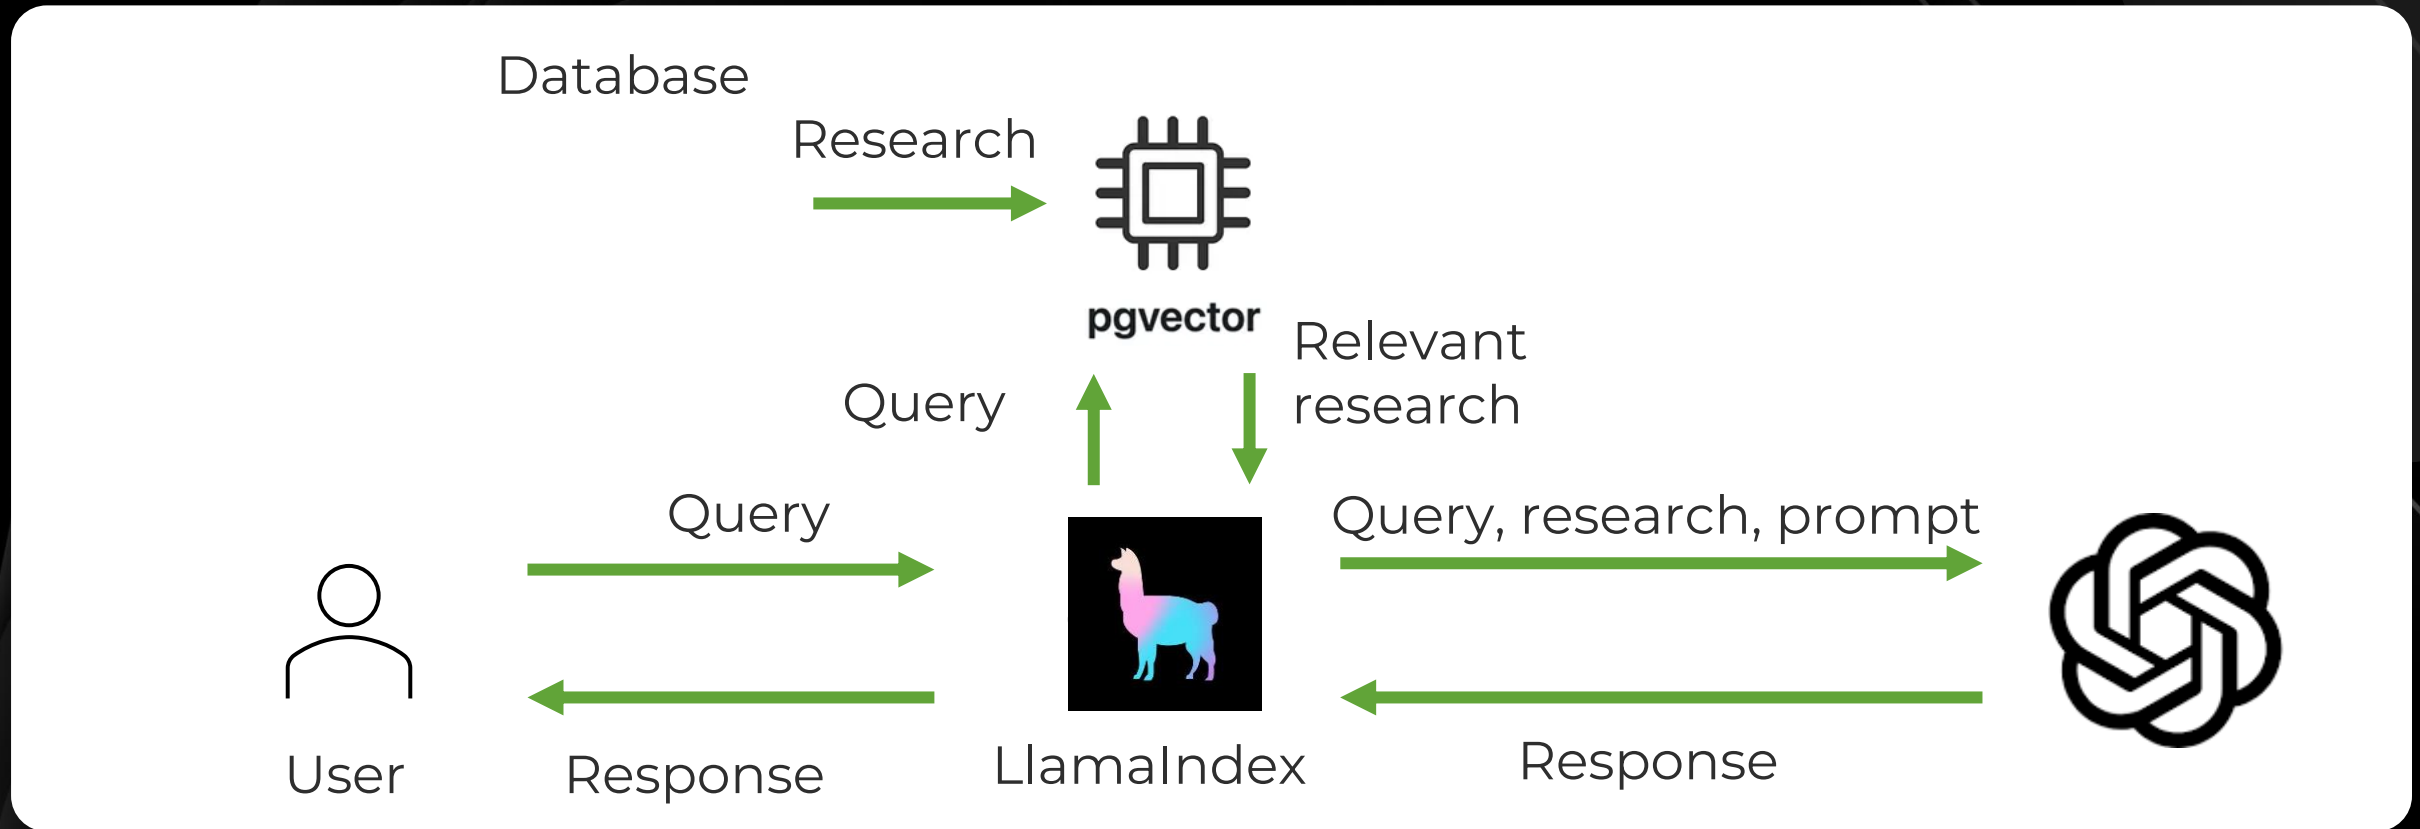 Database
Research
pgvector
Relevant
research
Query
Query
Query, research, prompt
User
Response
LlamaIndex
Response